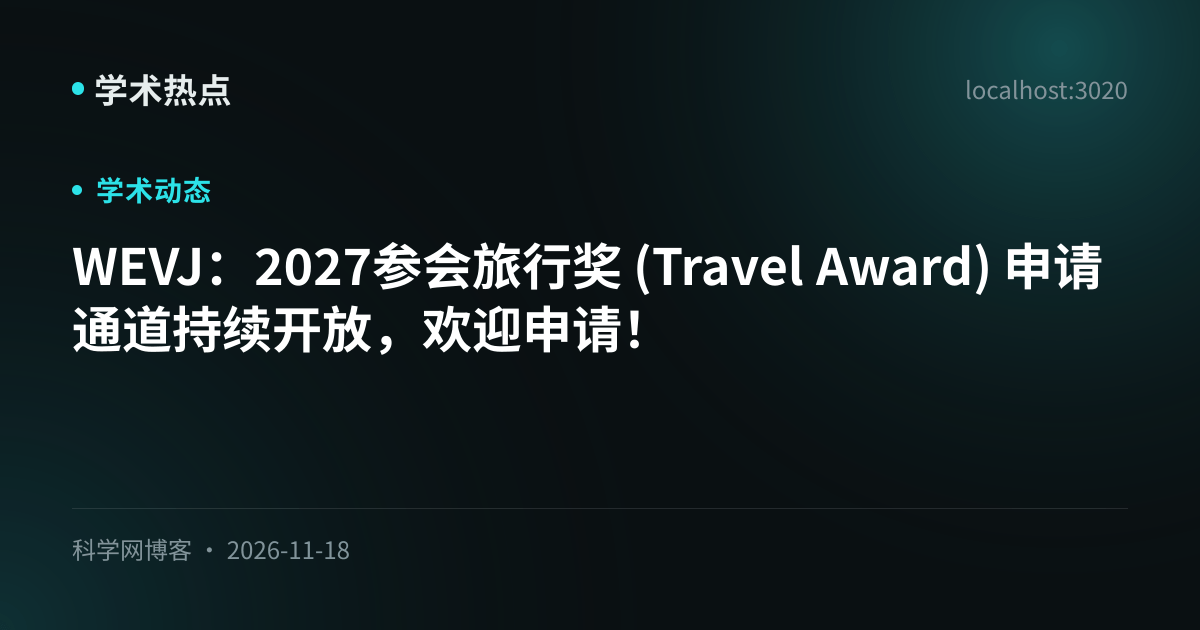 学术热点
localhost:3020
学术动态
WEVJ：2027参会旅行奖 (Travel Award) 申请
通道持续开放，欢迎申请！
科学网博客 · 2026-11-18